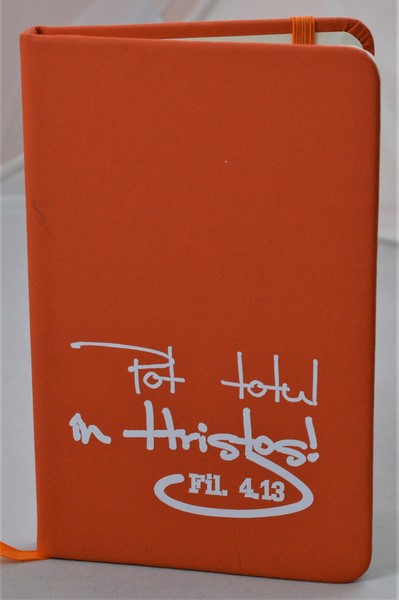 Pot totul
în Hristos!
Fil. 4.13